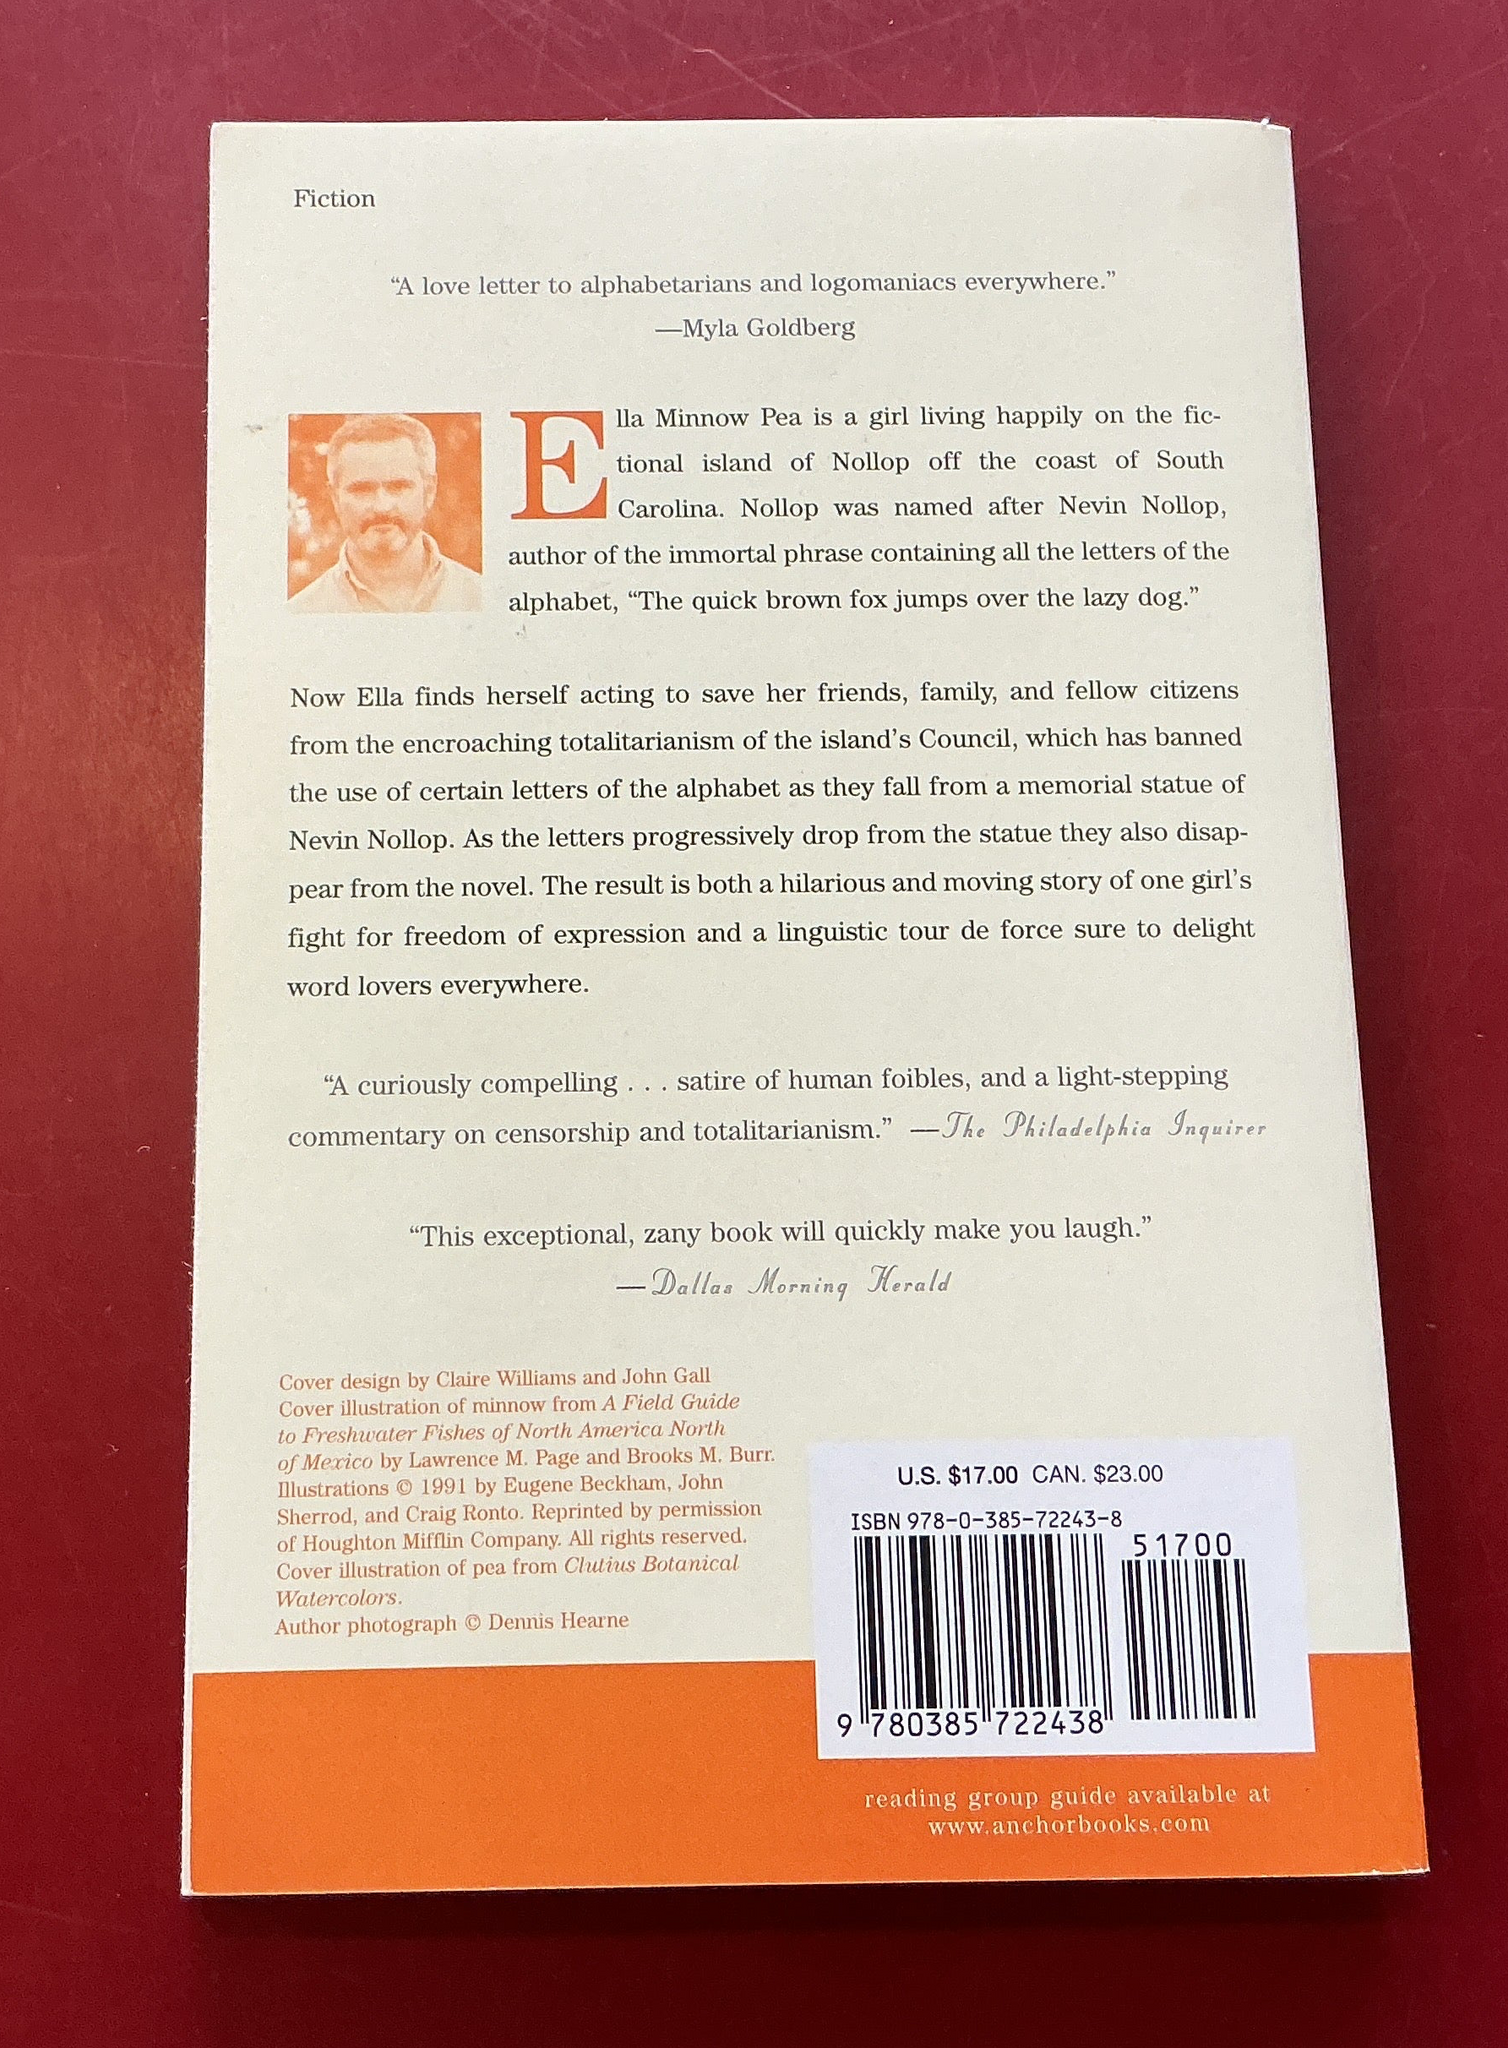 Fiction
“A love letter to alphabetarians and logomaniacs everywhere.”
—Myla Goldberg
Ella Minnow Pea is a girl living happily on the fic-
tional island of Nollop off the coast of South
Carolina. Nollop was named after Nevin Nollop,
author of the immortal phrase containing all the letters of the
alphabet, “The quick brown fox jumps over the lazy dog.”
Now Ella finds herself acting to save her friends, family, and fellow citizens
from the encroaching totalitarianism of the island’s Council, which has banned
the use of certain letters of the alphabet as they fall from a memorial statue of
Nevin Nollop. As the letters progressively drop from the statue they also disap-
pear from the novel. The result is both a hilarious and moving story of one girl’s
fight for freedom of expression and a linguistic tour de force sure to delight
word lovers everywhere.
“A curiously compelling . . . satire of human foibles, and a light-stepping
commentary on censorship and totalitarianism.” —The Philadelphia Inquirer
“This exceptional, zany book will quickly make you laugh.”
—Dallas Morning Herald
Cover design by Claire Williams and John Gall
Cover illustration of minnow from A Field Guide
to Freshwater Fishes of North America North
of Mexico by Lawrence M. Page and Brooks M. Burr.
Illustrations © 1991 by Eugene Beckham, John
Sherrod, and Craig Ronto. Reprinted by permission
of Houghton Mifflin Company. All rights reserved.
Cover illustration of pea from Clutius Botanical
Watercolors.
Author photograph © Dennis Hearne
U.S. $17.00 CAN. $23.00
ISBN 978-0-385-72243-8
51700
9 780385 722438
reading group guide available at
www.anchorbooks.com